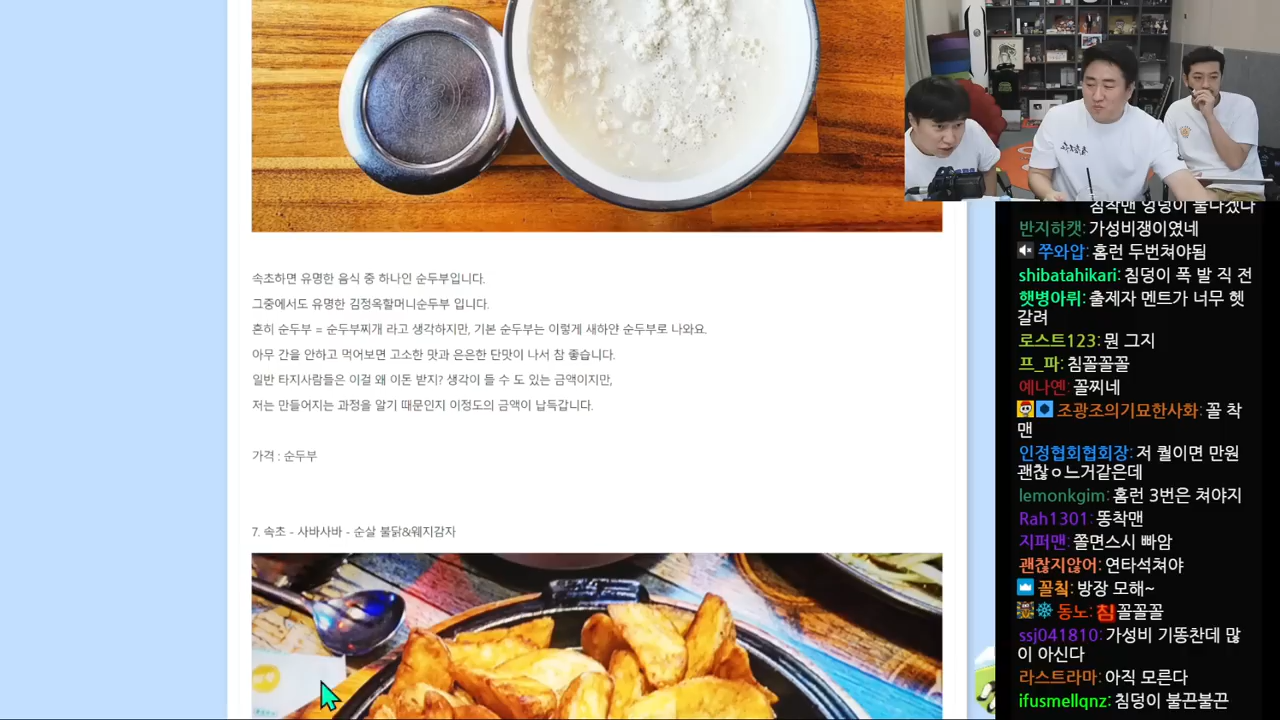 속초하면 유명한 음식 중 하나인 순두부입니다.
그중에서도 유명한 김정옥할머니순두부 입니다.
흔히 순두부 = 순두부찌개 라고 생각하지만, 기본 순두부는 이렇게 새하얀 순두부로 나와요.
아무 간을 안하고 먹어보면 고소한 맛과 은은한 단맛이 나서 참 좋습니다.
일반 타지사람들은 이걸 왜 이돈 받지? 생각이 들 수 도 있는 금액이지만,
저는 만들어지는 과정을 알기 때문인지 이정도의 금액이 납득갑니다.
가격 : 순두부
7. 속초 - 사바사바 - 순살 불닭&웨지감자
반지하캣: 가성비쟁이였네
쭈와압: 홈런 두번쳐야됨
shibatahikari: 침덩이 폭 발 직 전
햇병아뤼: 출제자 멘트가 너무 헷
갈려
로스트123: 뭔 그지
프_파: 침꼴꼴꼴
예나옌: 꼴찌네
조광조의기묘한사화: 꼴 착
맨
인정협회협회장: 저 퀄이면 만원
괜찮ㅇ느거같은데
lemonkgim: 홈런 3번은 쳐야지
Rah1301: 똥착맨
지퍼맨: 쫄면스시 빠암
괜찮지않어: 연타석쳐야
꼴칰: 방장 모해~
동노: 침꼴꼴꼴
ssj041810: 가성비 기똥찬데 많
이 아신다
라스트라마: 아직 모른다
ifusmellqnz: 침덩이 불끈불끈